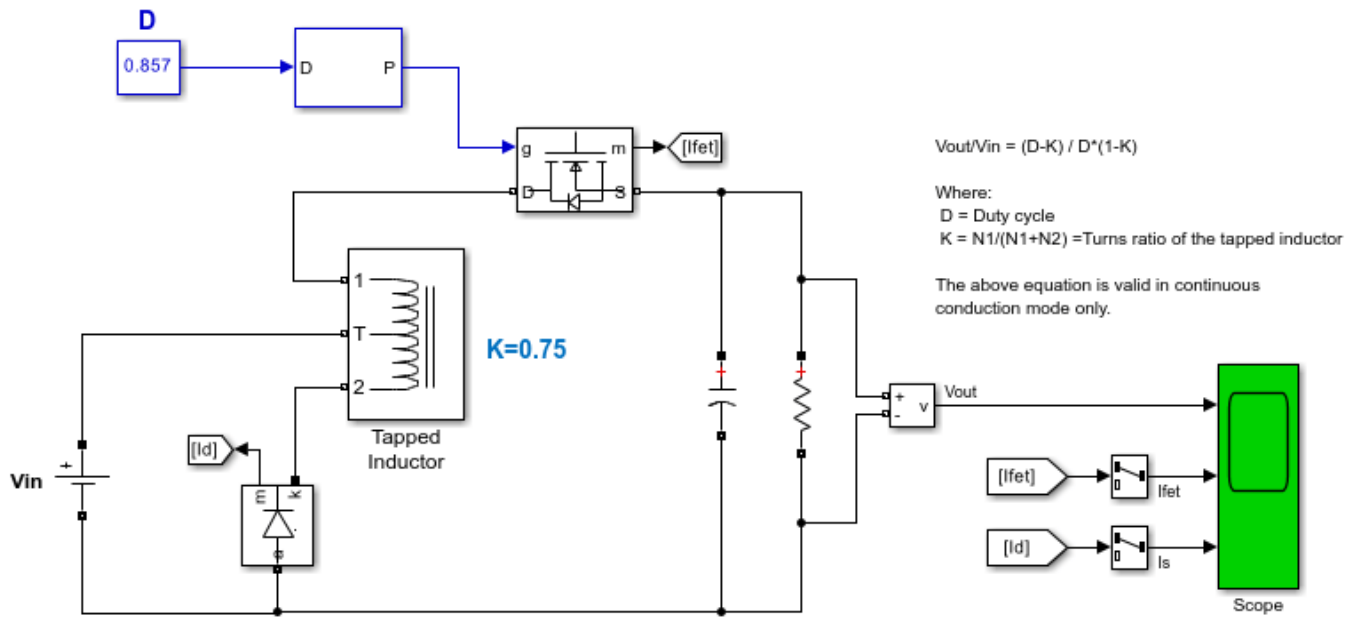 D
0.857
D
P
g
m
[Ifet]
D
S
Vout/Vin = (D-K) / D*(1-K)
Where:
D = Duty cycle
K = N1/(N1+N2) =Turns ratio of the tapped inductor
The above equation is valid in continuous
conduction mode only.
1
T
2
K=0.75
Tapped
Inductor
[Id]
m
k
a
Vin
+
+
+
+
-
v
Vout
[Ifet]
Ifet
[Id]
Is
Scope